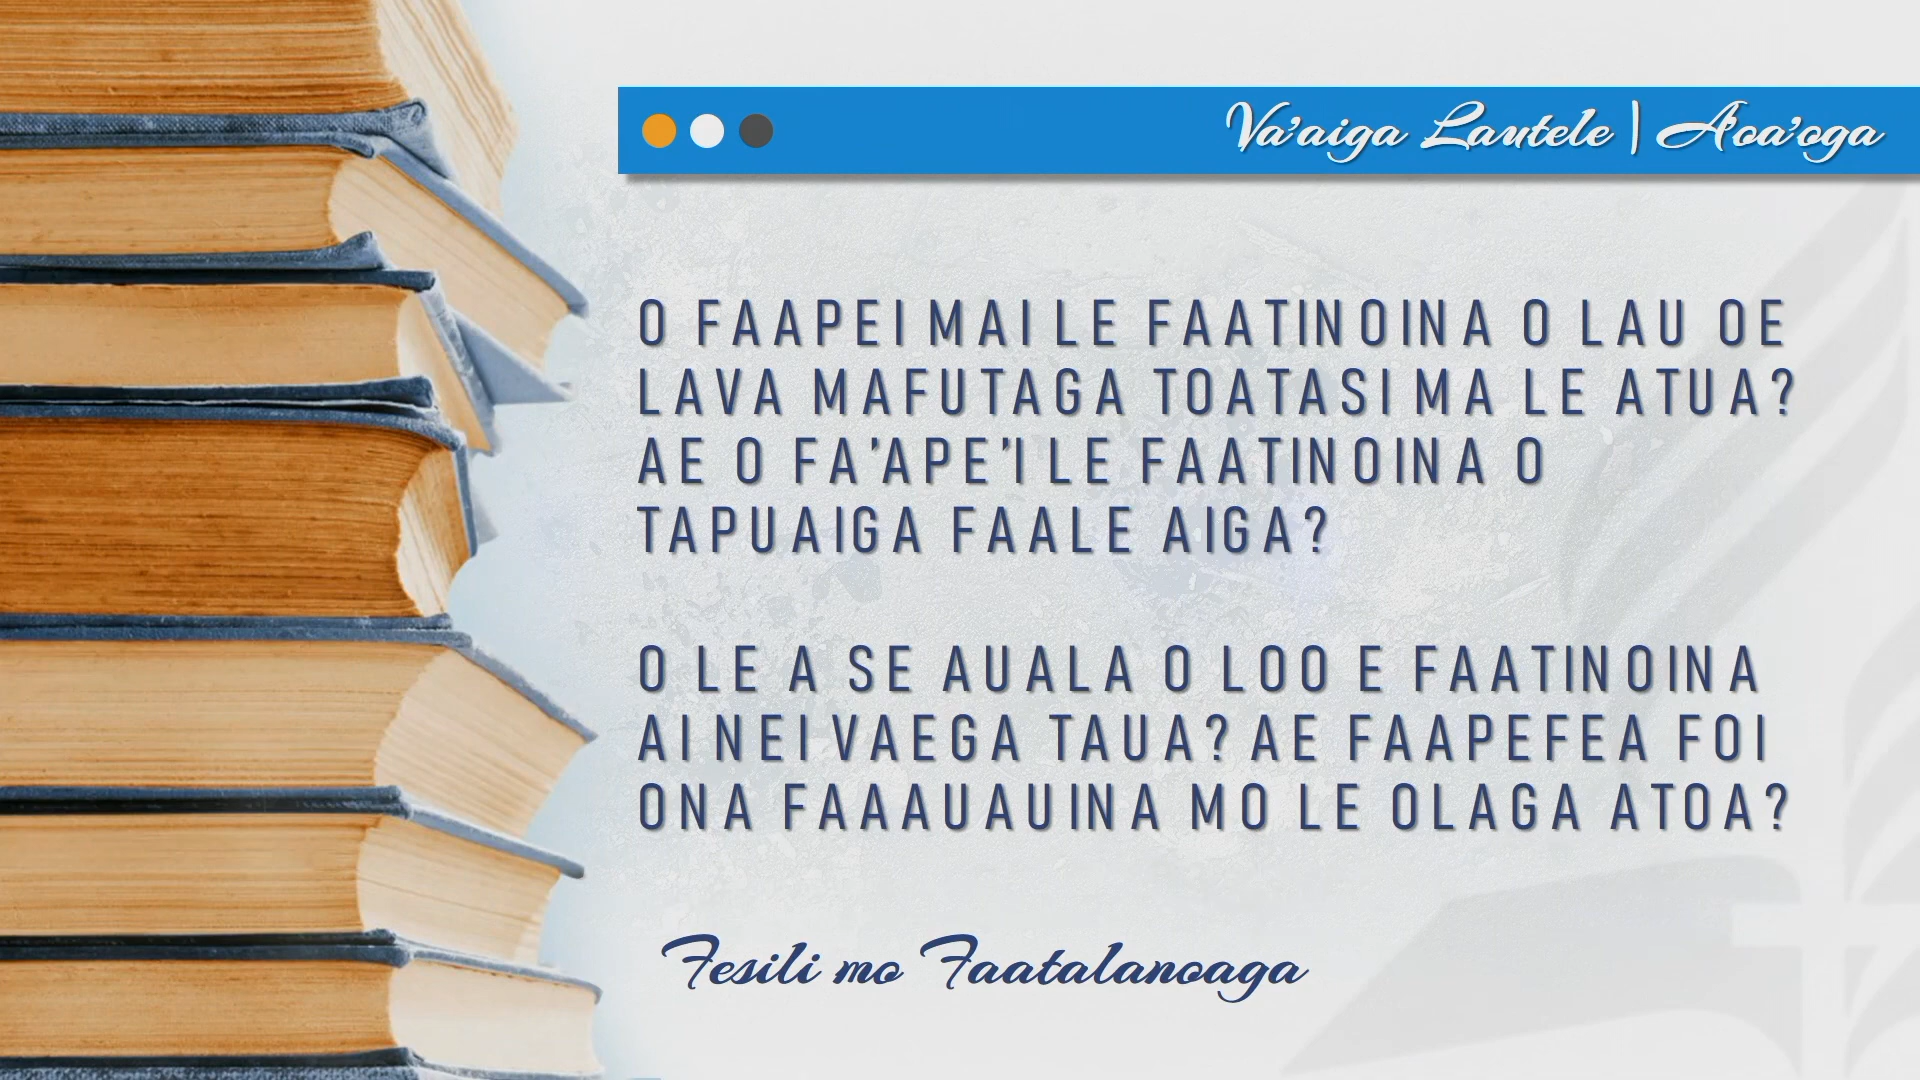 Va'aiga Lautele | A'oa'oga
O FAAPEI MAI LE FAATINOINA O LAU OE
LAVA MAFUTAGA TOATASI MA LE ATUA?
AE O FA'APE'I LE FAATINOINA O
TAPUAIGA FAALE AIGA?
O LE A SE AUALA O LOO E FAATINOINA
AI NEI VAEGA TAUA? AE FAAPEFEA FOI
ONA FAAAUAUINA MO LE OLAGA ATOA?
Fesili mo Faatalanoaga